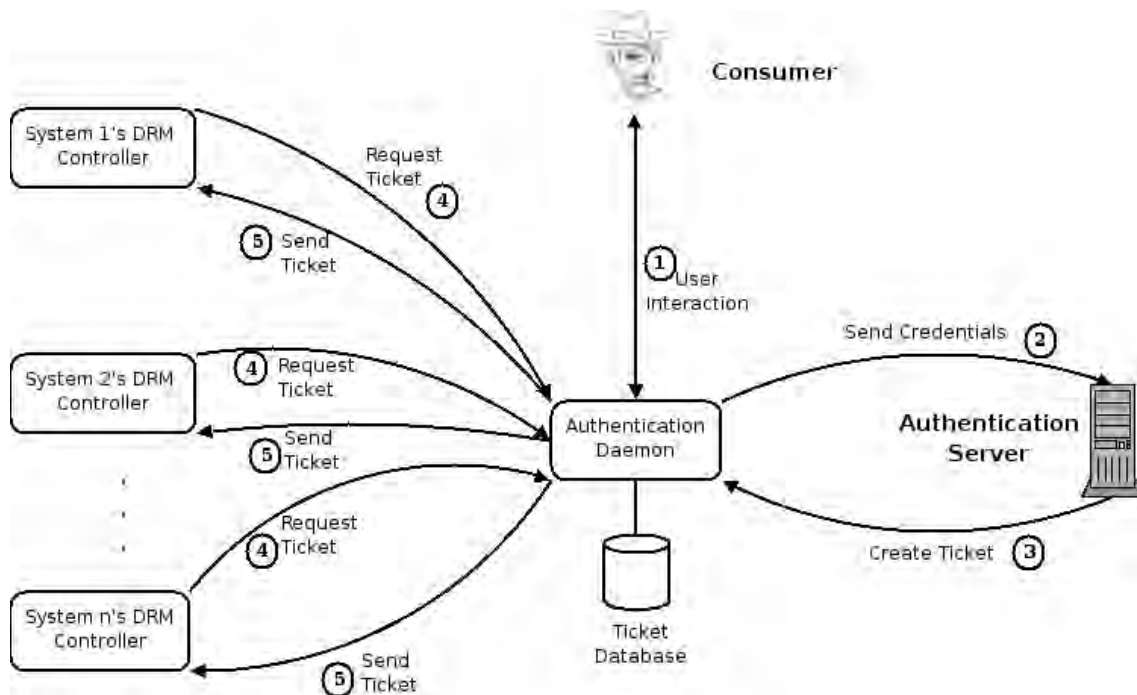 Consumer
System 1's DRM
Controller
Request
Ticket
4
5
Send
Ticket
1
User
Interaction
Send Credentials
2
System 2's DRM
Controller
4
Request
Ticket
5
Send
Ticket
Authentication
Daemon
Authentication
Server
Request
Ticket
4
Create Ticket
3
System n's DRM
Controller
Ticket
Database
5
Send
Ticket